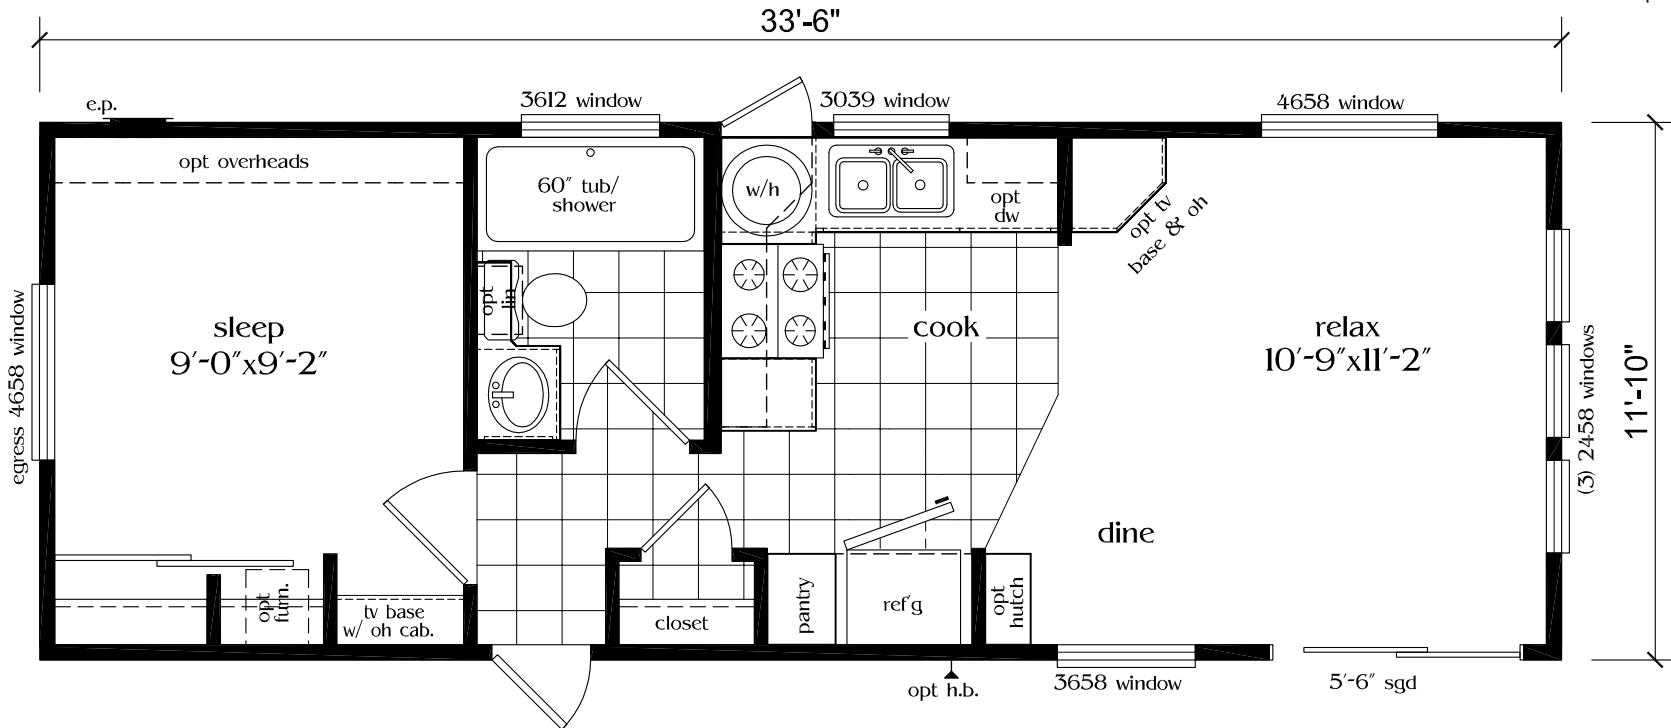 33'-6"
e.p.
3612 window
3039 window
4658 window
opt overheads
60" tub/
shower
w/h
opt
dw
opt tv
base & oh
opt
lin
egress 4658 window
sleep
9'-0"x9'-2"
cook
relax
10'-9"x11'-2"
(3) 2458 windows
11'-10"
dine
opt
furn.
tv base
w/ oh cab.
closet
pantry
ref'g
opt
hutch
opt h.b.
3658 window
5'-6" sgd